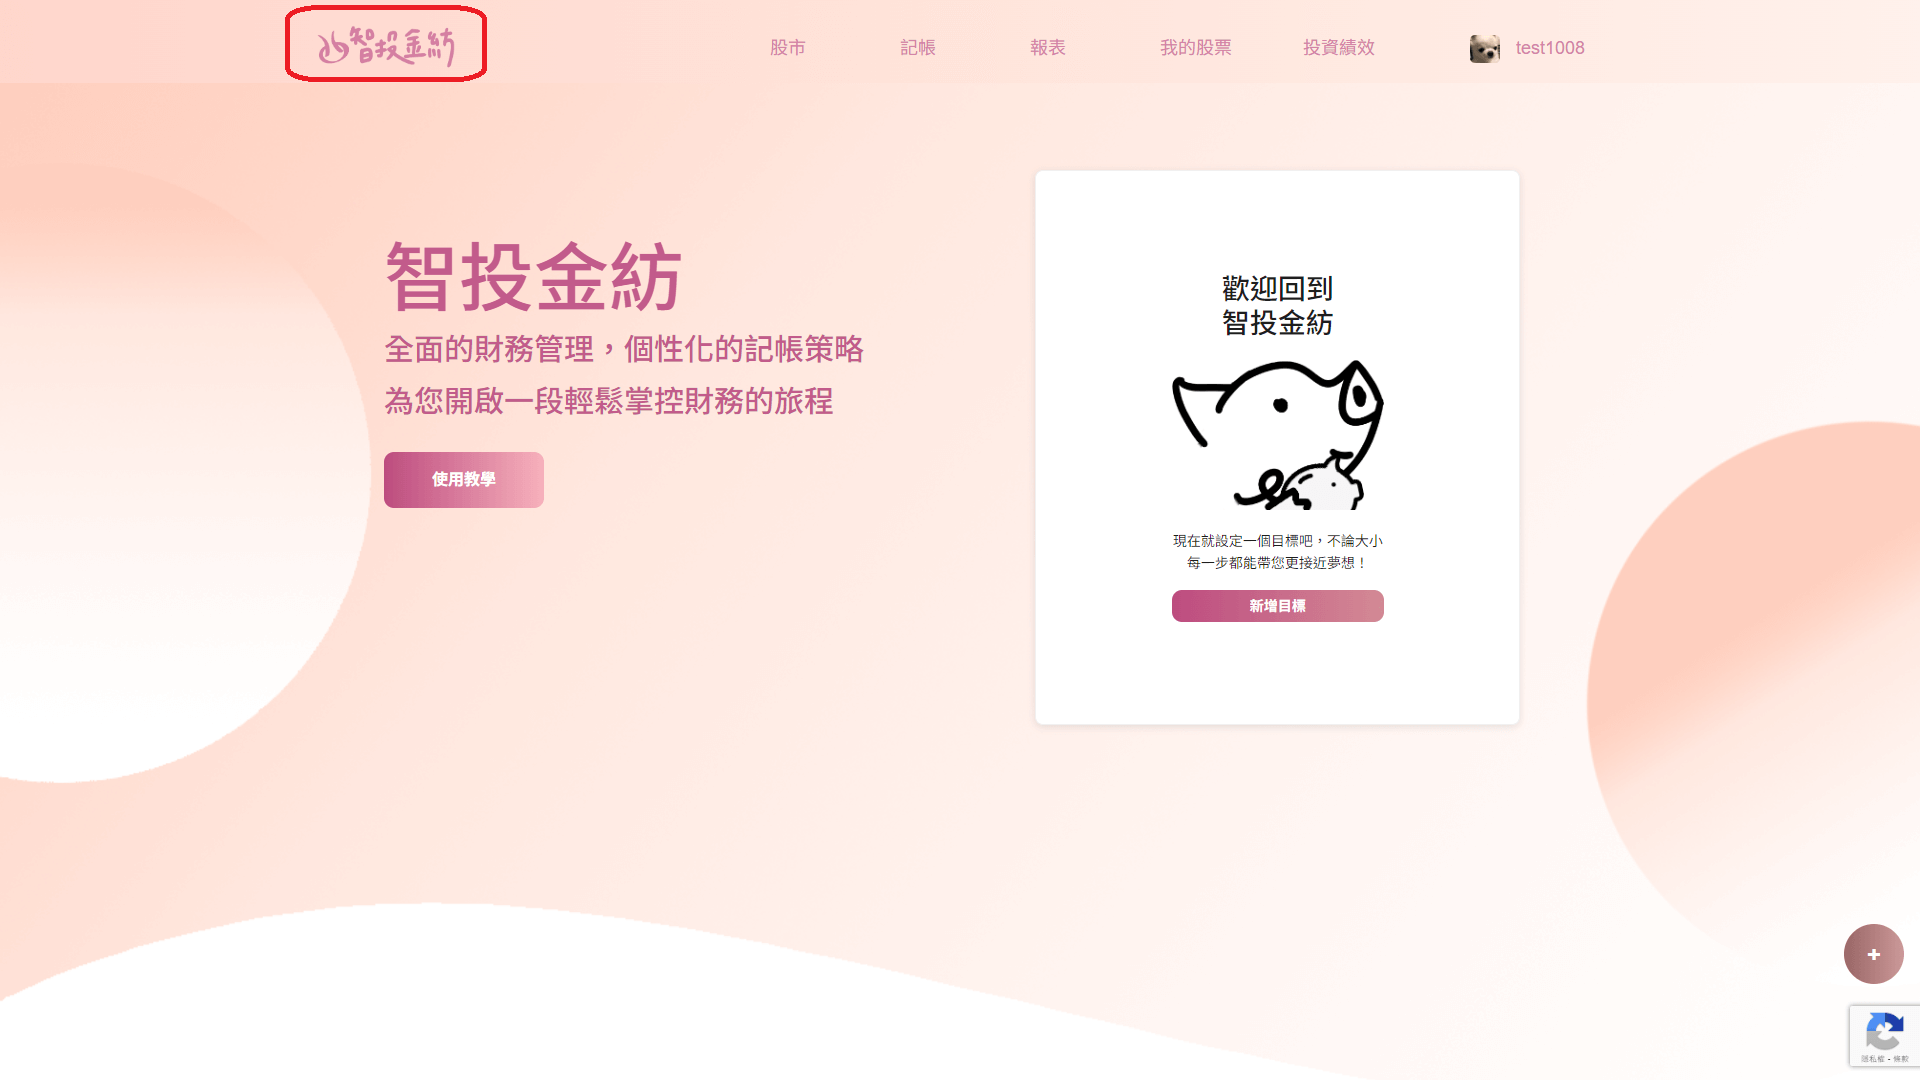 智投金紡
股市
記帳
報表
我的股票
投資績效
test1008
智投金紡
全面的財務管理，個性化的記帳策略
為您開啟一段輕鬆掌控財務的旅程
使用教學
歡迎回到
智投金紡
現在就設定一個目標吧，不論大小
每一步都能帶您更接近夢想！
新增目標
+
隱私權 - 條款